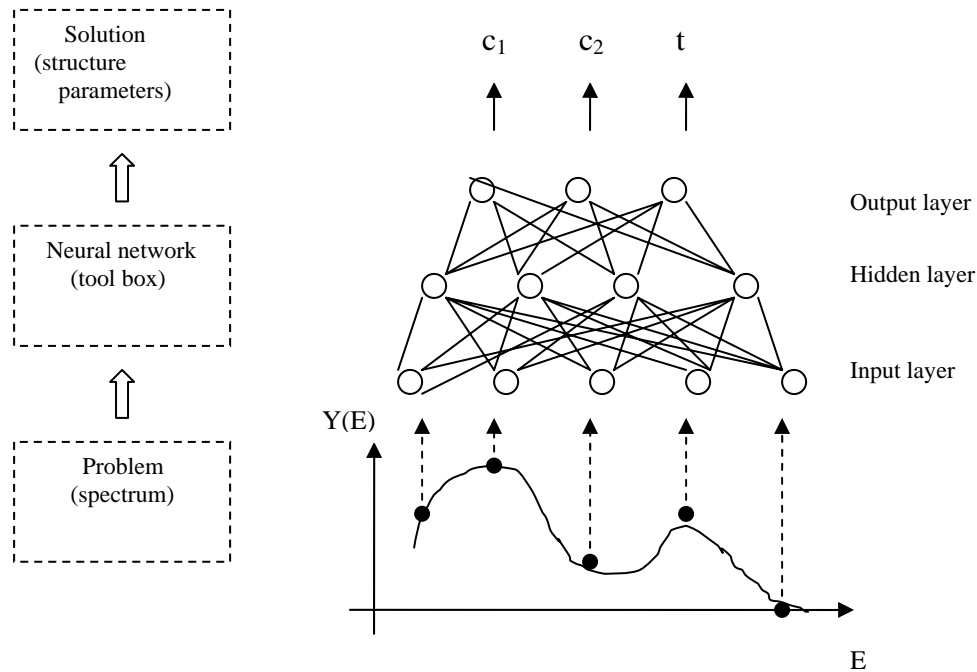 Solution
(structure
parameters)
Neural network
(tool box)
Problem
(spectrum)
c₁ c₂ t
Output layer
Hidden layer
Input layer
Y(E)
E